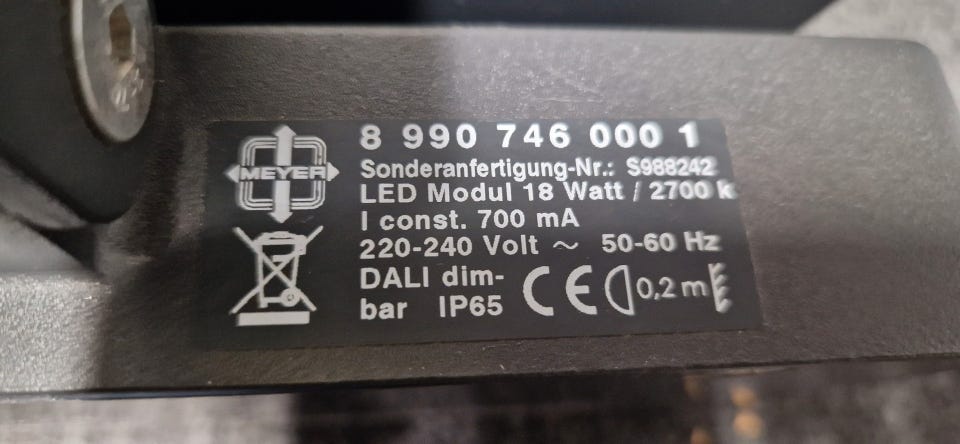 8 990 746 000 1
MEYER
Sonderanfertigung-Nr.: S988242
LED Modul 18 Watt / 2700 k
I const. 700 mA
220-240 Volt ~ 50-60 Hz
DALI dim-
bar IP65 CE 0,2 m